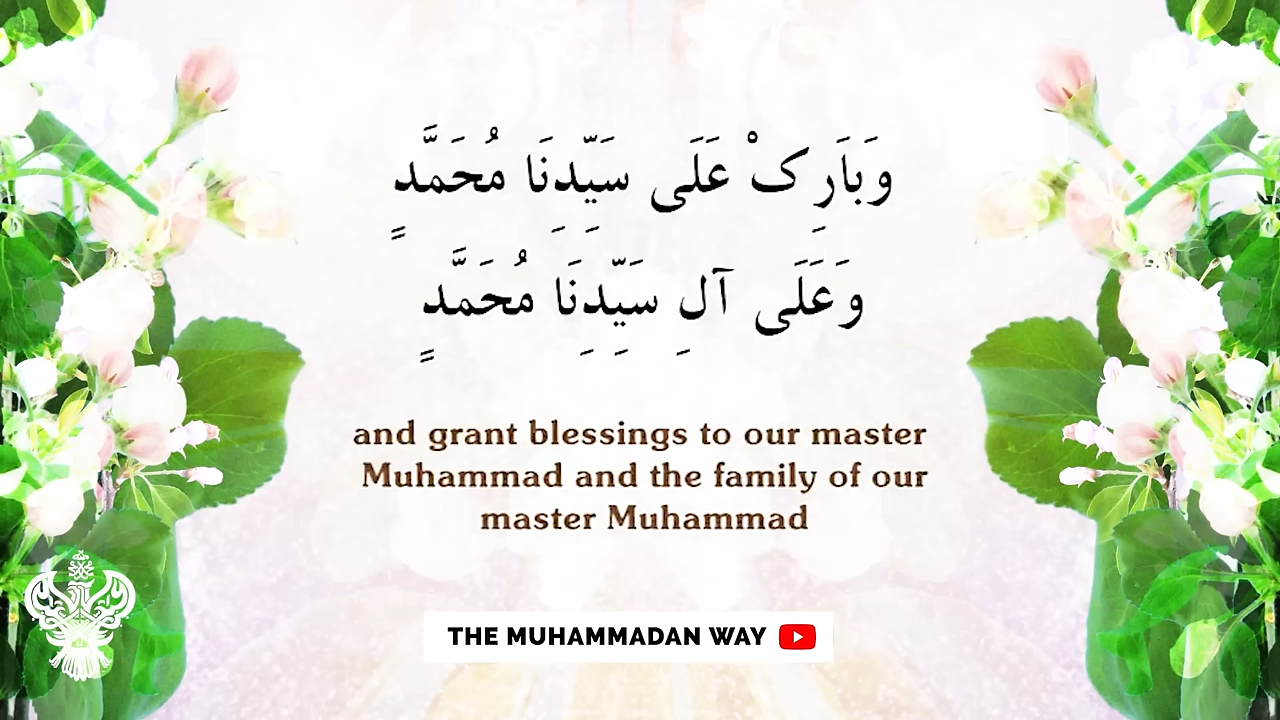 وَبَارِكْ عَلَى سَيِّدِنَا مُحَمَّدٍ
وَعَلَى آلِ سَيِّدِنَا مُحَمَّدٍ
and grant blessings to our master
Muhammad and the family of our
master Muhammad
THE MUHAMMADAN WAY